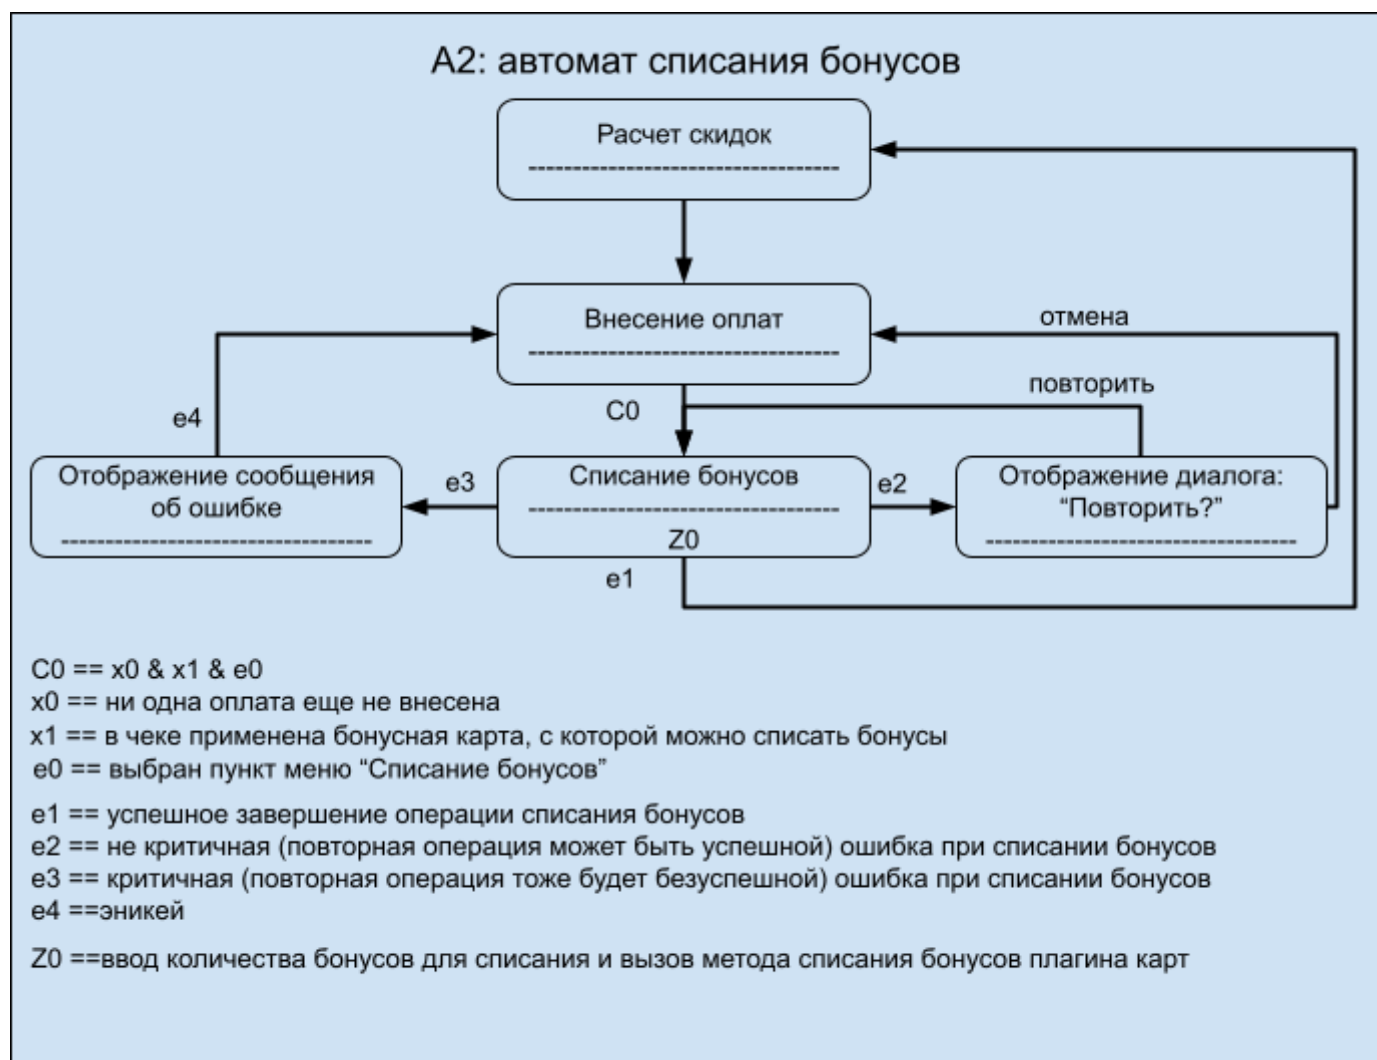 А2: автомат списания бонусов
Расчет скидок
-----------------------------------
Внесение оплат
-----------------------------------
отмена
повторить
C0
e4
Отображение сообщения
об ошибке
-----------------------------------
e3
Списание бонусов
-----------------------------------
Z0
e2
Отображение диалога:
“Повторить?”
-----------------------------------
e1
C0 == x0 & x1 & e0
x0 == ни одна оплата еще не внесена
x1 == в чеке применена бонусная карта, с которой можно списать бонусы
e0 == выбран пункт меню “Списание бонусов”
e1 == успешное завершение операции списания бонусов
e2 == не критичная (повторная операция может быть успешной) ошибка при списании бонусов
e3 == критичная (повторная операция тоже будет безуспешной) ошибка при списании бонусов
e4 ==эникей
Z0 ==ввод количества бонусов для списания и вызов метода списания бонусов плагина карт